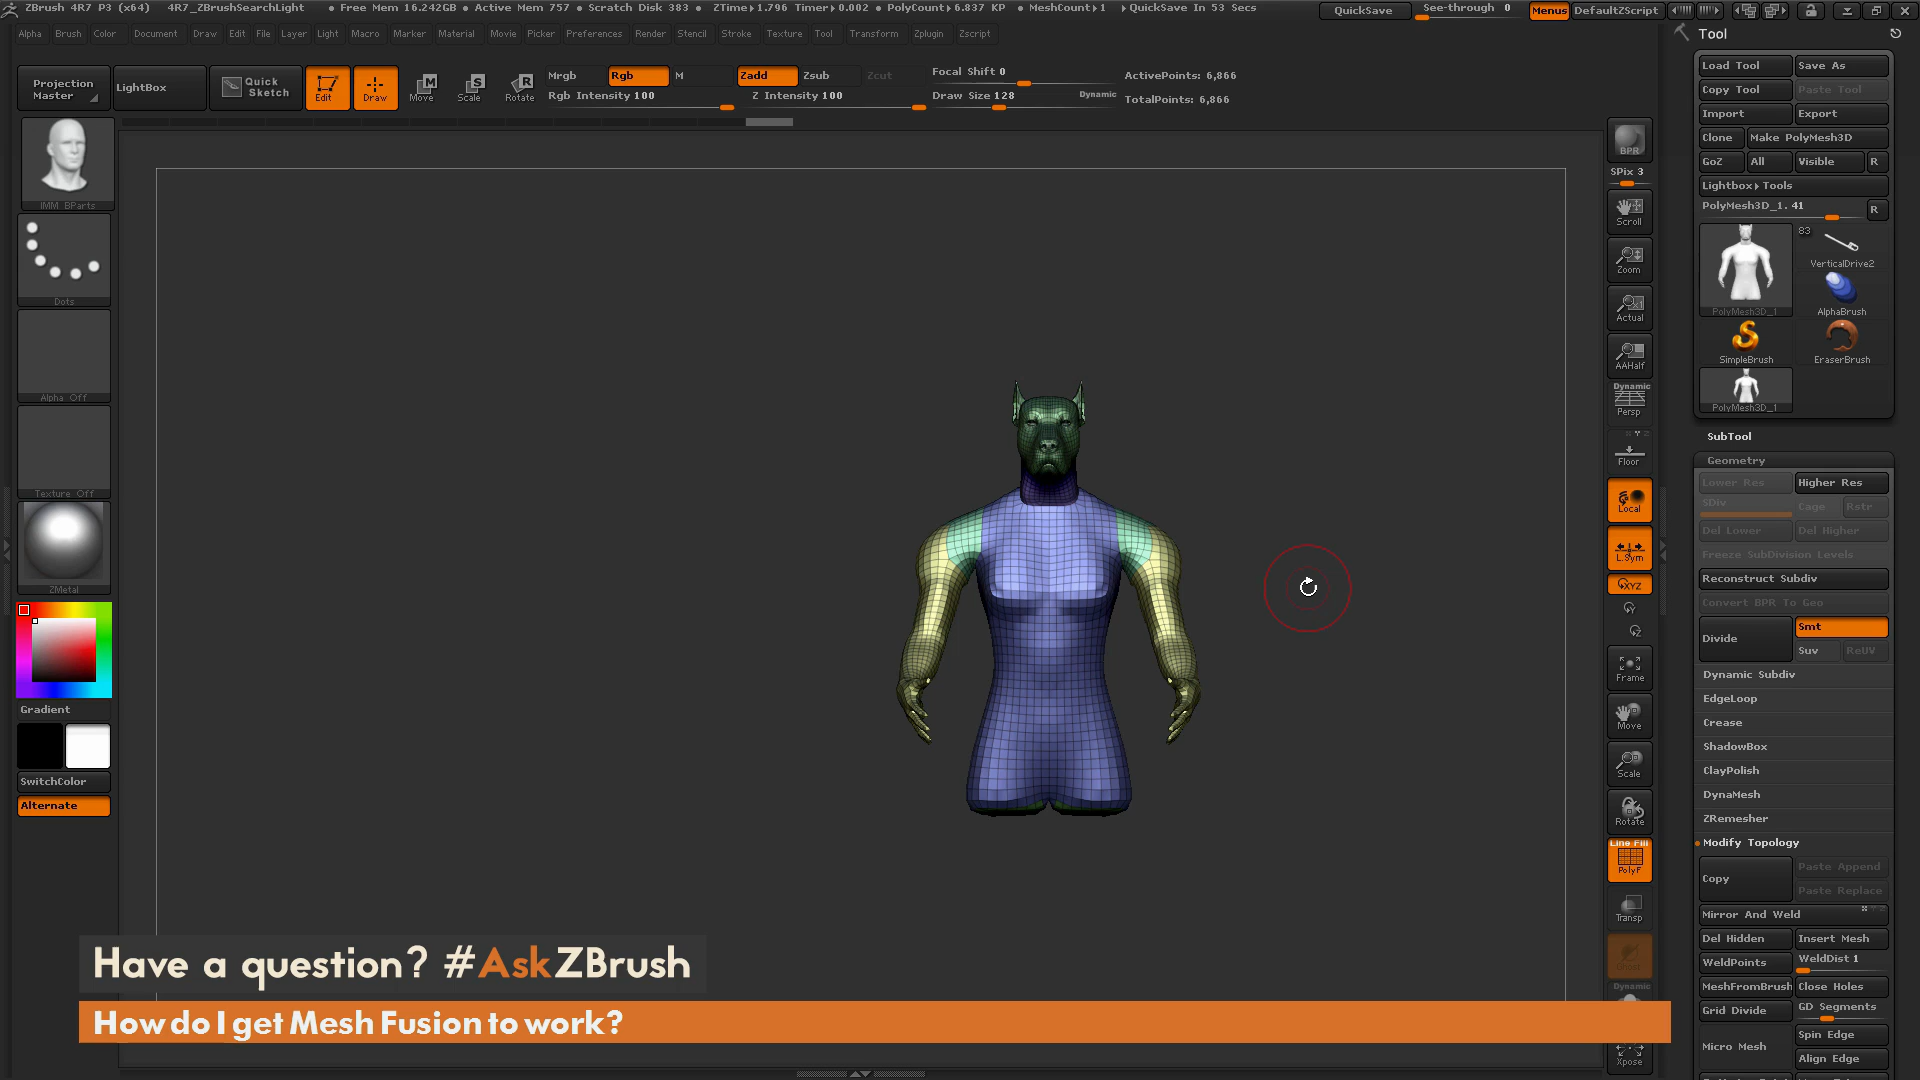 ZBrush 4R7 P3 (x64) 4R7_ZBrushSearchLight • Free Mem 16.242GB • Active Mem 757 • Scratch Disk 383 • ZTime▸1.796 Timer▸0.002 • PolyCount▸6.837 KP • MeshCount▸1 ▸QuickSave In 53 Secs QuickSave See-through 0 Menus DefaultZScript
Alpha Brush Color Document Draw Edit File Layer Light Macro Marker Material Movie Picker Preferences Render Stencil Stroke Texture Tool Transform Zplugin Zscript
Projection Master
LightBox
Quick Sketch
Edit
Draw
Move
Scale
Rotate
Mrgb Rgb M
Rgb Intensity 100
Zadd Zsub Zcut
Z Intensity 100
Focal Shift 0
Draw Size 128 Dynamic
ActivePoints: 6,866
TotalPoints: 6,866
IMM BParts
Dots
Alpha Off
Texture Off
ZMetal
Gradient
SwitchColor
Alternate
BPR
SPix 3
Scroll
Zoom
Actual
AAHalf
Dynamic
Persp
Floor
Local
L.Sym
XYZ
Y
Z
Frame
Move
Scale
Rotate
Line Fill
PolyF
Transp
Dynamic
Xpose
Tool
Load Tool Save As
Copy Tool Paste Tool
Import Export
Clone Make PolyMesh3D
GoZ All Visible R
Lightbox▸Tools
PolyMesh3D_1. 41 R
83
VerticalDrive2
PolyMesh3D_1 AlphaBrush
SimpleBrush EraserBrush
PolyMesh3D_1
SubTool
Geometry
Lower Res Higher Res
SDiv Cage Rstr
Del Lower Del Higher
Freeze SubDivision Levels
Reconstruct Subdiv
Convert BPR To Geo
Divide Smt
Suv ReUV
Dynamic Subdiv
EdgeLoop
Crease
ShadowBox
ClayPolish
DynaMesh
ZRemesher
Modify Topology
Copy Paste Append
Paste Replace
Mirror And Weld
Del Hidden Insert Mesh
WeldPoints WeldDist 1
MeshFromBrush Close Holes
Grid Divide GD Segments
Micro Mesh Spin Edge
Align Edge
Have a question? #AskZBrush
How do I get Mesh Fusion to work?